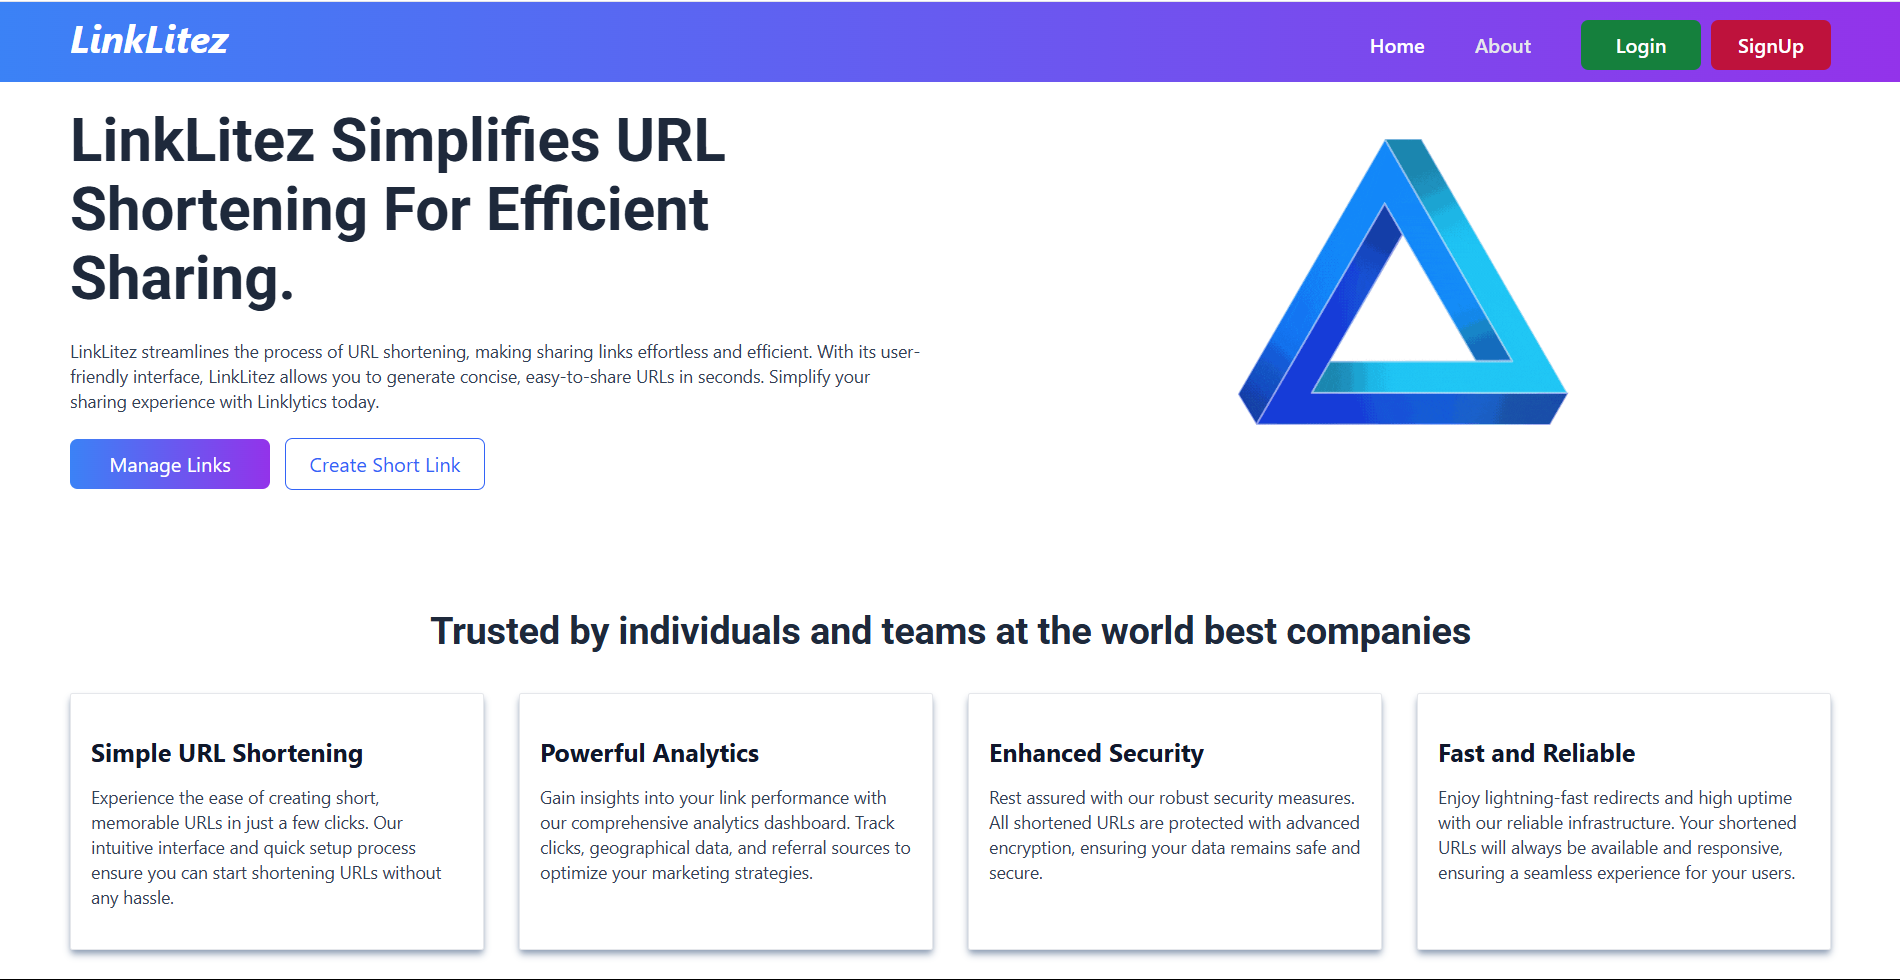 LinkLitez
Home
About
Login
SignUp
LinkLitez Simplifies URL
Shortening For Efficient
Sharing.
LinkLitez streamlines the process of URL shortening, making sharing links effortless and efficient. With its user-
friendly interface, LinkLitez allows you to generate concise, easy-to-share URLs in seconds. Simplify your
sharing experience with Linklytics today.
Manage Links
Create Short Link
Trusted by individuals and teams at the world best companies
Simple URL Shortening
Experience the ease of creating short,
memorable URLs in just a few clicks. Our
intuitive interface and quick setup process
ensure you can start shortening URLs without
any hassle.
Powerful Analytics
Gain insights into your link performance with
our comprehensive analytics dashboard. Track
clicks, geographical data, and referral sources to
optimize your marketing strategies.
Enhanced Security
Rest assured with our robust security measures.
All shortened URLs are protected with advanced
encryption, ensuring your data remains safe and
secure.
Fast and Reliable
Enjoy lightning-fast redirects and high uptime
with our reliable infrastructure. Your shortened
URLs will always be available and responsive,
ensuring a seamless experience for your users.